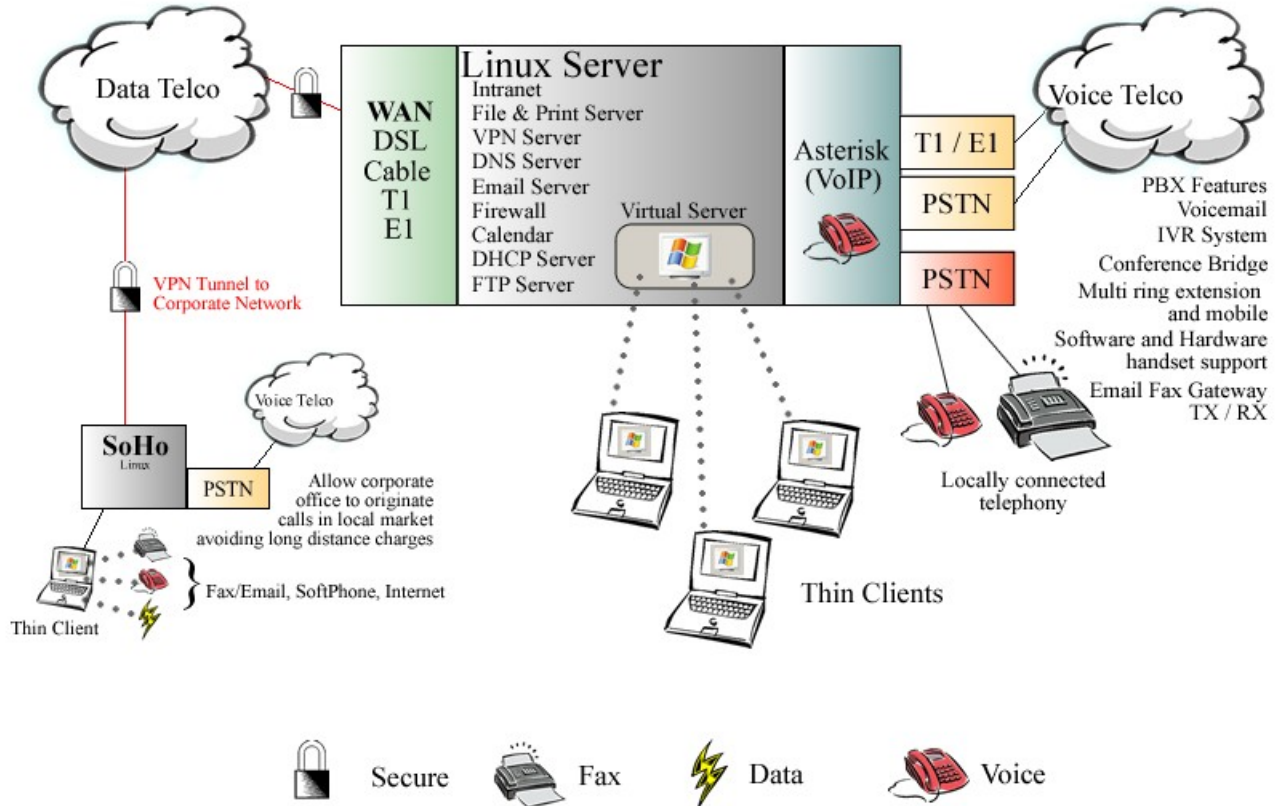 Data Telco
WAN
DSL
Cable
T1
E1
Linux Server
Intranet
File & Print Server
VPN Server
DNS Server
Email Server
Firewall
Calendar
DHCP Server
FTP Server
Virtual Server
Asterisk
(VoIP)
T1 / E1
PSTN
PSTN
Voice Telco
PBX Features
Voicemail
IVR System
Conference Bridge
Multi ring extension
and mobile
Software and Hardware
handset support
Email Fax Gateway
TX / RX
VPN Tunnel to
Corporate Network
Voice Telco
SoHo
Linux
PSTN
Allow corporate
office to originate
calls in local market
avoiding long distance charges
Fax/Email, SoftPhone, Internet
Thin Client
Thin Clients
Locally connected
telephony
Secure
Fax
Data
Voice